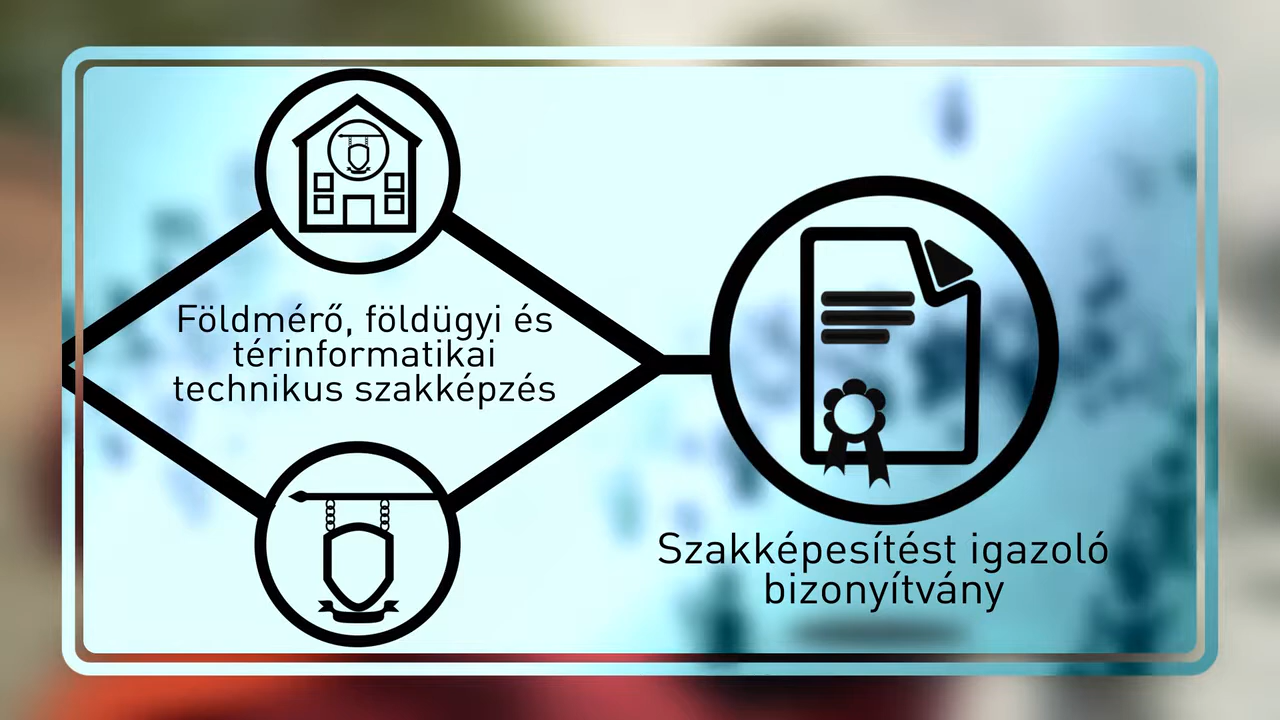 Földmérő, földügyi és
térinformatikai
technikus szakképzés
Szakképesítést igazoló
bizonyítvány